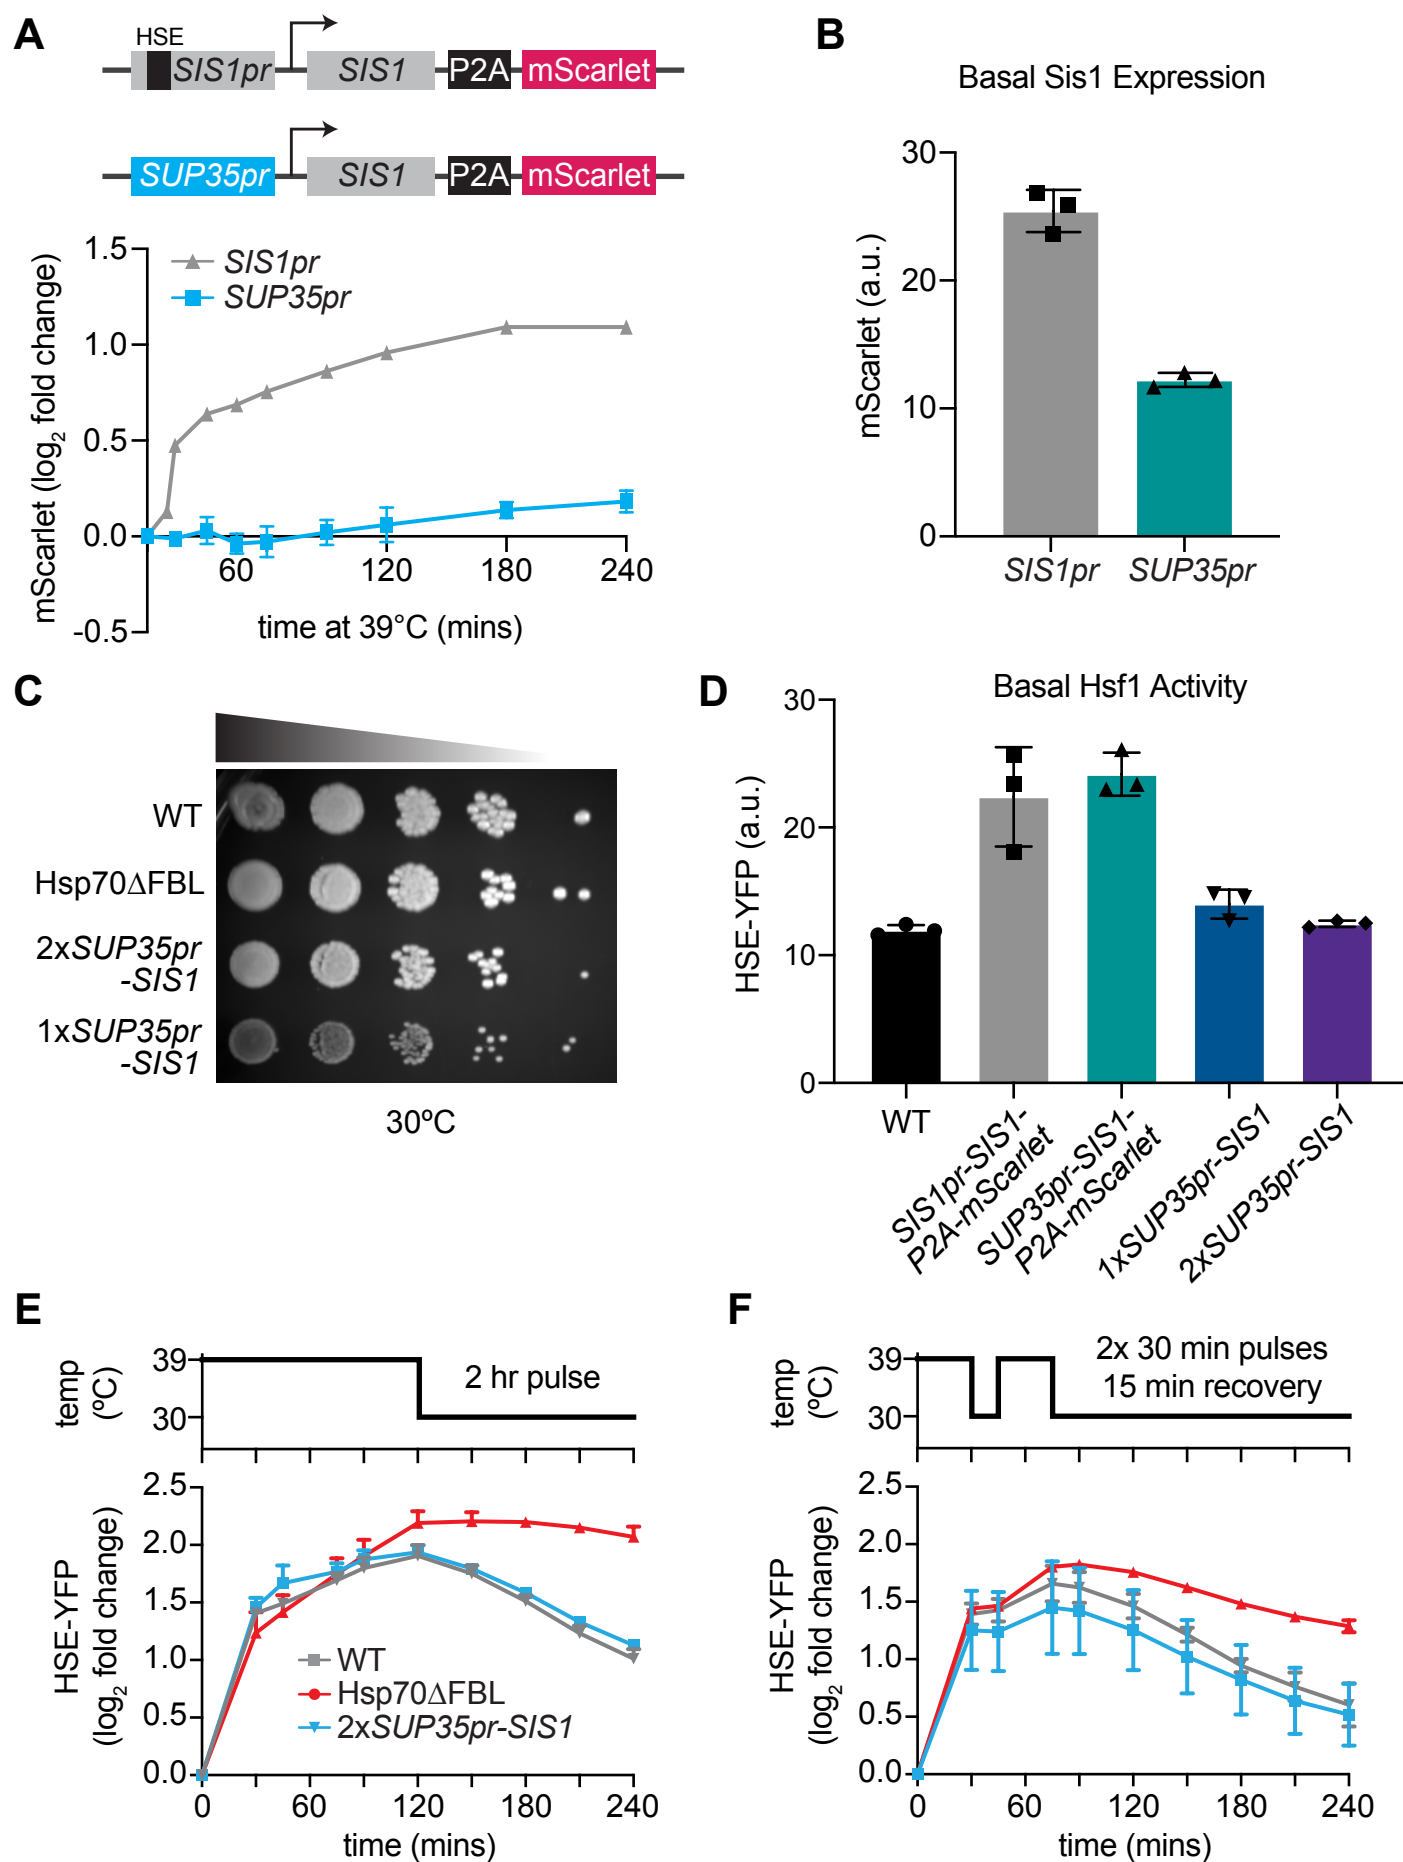 A
HSE
SIS1pr SIS1 P2A mScarlet
SUP35pr SIS1 P2A mScarlet
mScarlet (log2 fold change)
1.5
1.0
0.5
0.0
-0.5
SIS1pr
SUP35pr
60 120 180 240
time at 39°C (mins)
B
Basal Sis1 Expression
mScarlet (a.u.)
30
20
10
0
SIS1pr SUP35pr
C
WT
Hsp70ΔFBL
2xSUP35pr
-SIS1
1xSUP35pr
-SIS1
30ºC
D
Basal Hsf1 Activity
HSE-YFP (a.u.)
30
20
10
0
WT
SIS1pr-SIS1-
P2A-mScarlet
SUP35pr-SIS1-
P2A-mScarlet
1xSUP35pr-SIS1
2xSUP35pr-SIS1
E
temp
(ºC)
39
30
2 hr pulse
HSE-YFP
(log2 fold change)
2.5
2.0
1.5
1.0
0.5
0.0
WT
Hsp70ΔFBL
2xSUP35pr-SIS1
0 60 120 180 240
time (mins)
F
temp
(ºC)
39
30
2x 30 min pulses
15 min recovery
HSE-YFP
(log2 fold change)
2.5
2.0
1.5
1.0
0.5
0.0
0 60 120 180 240
time (mins)